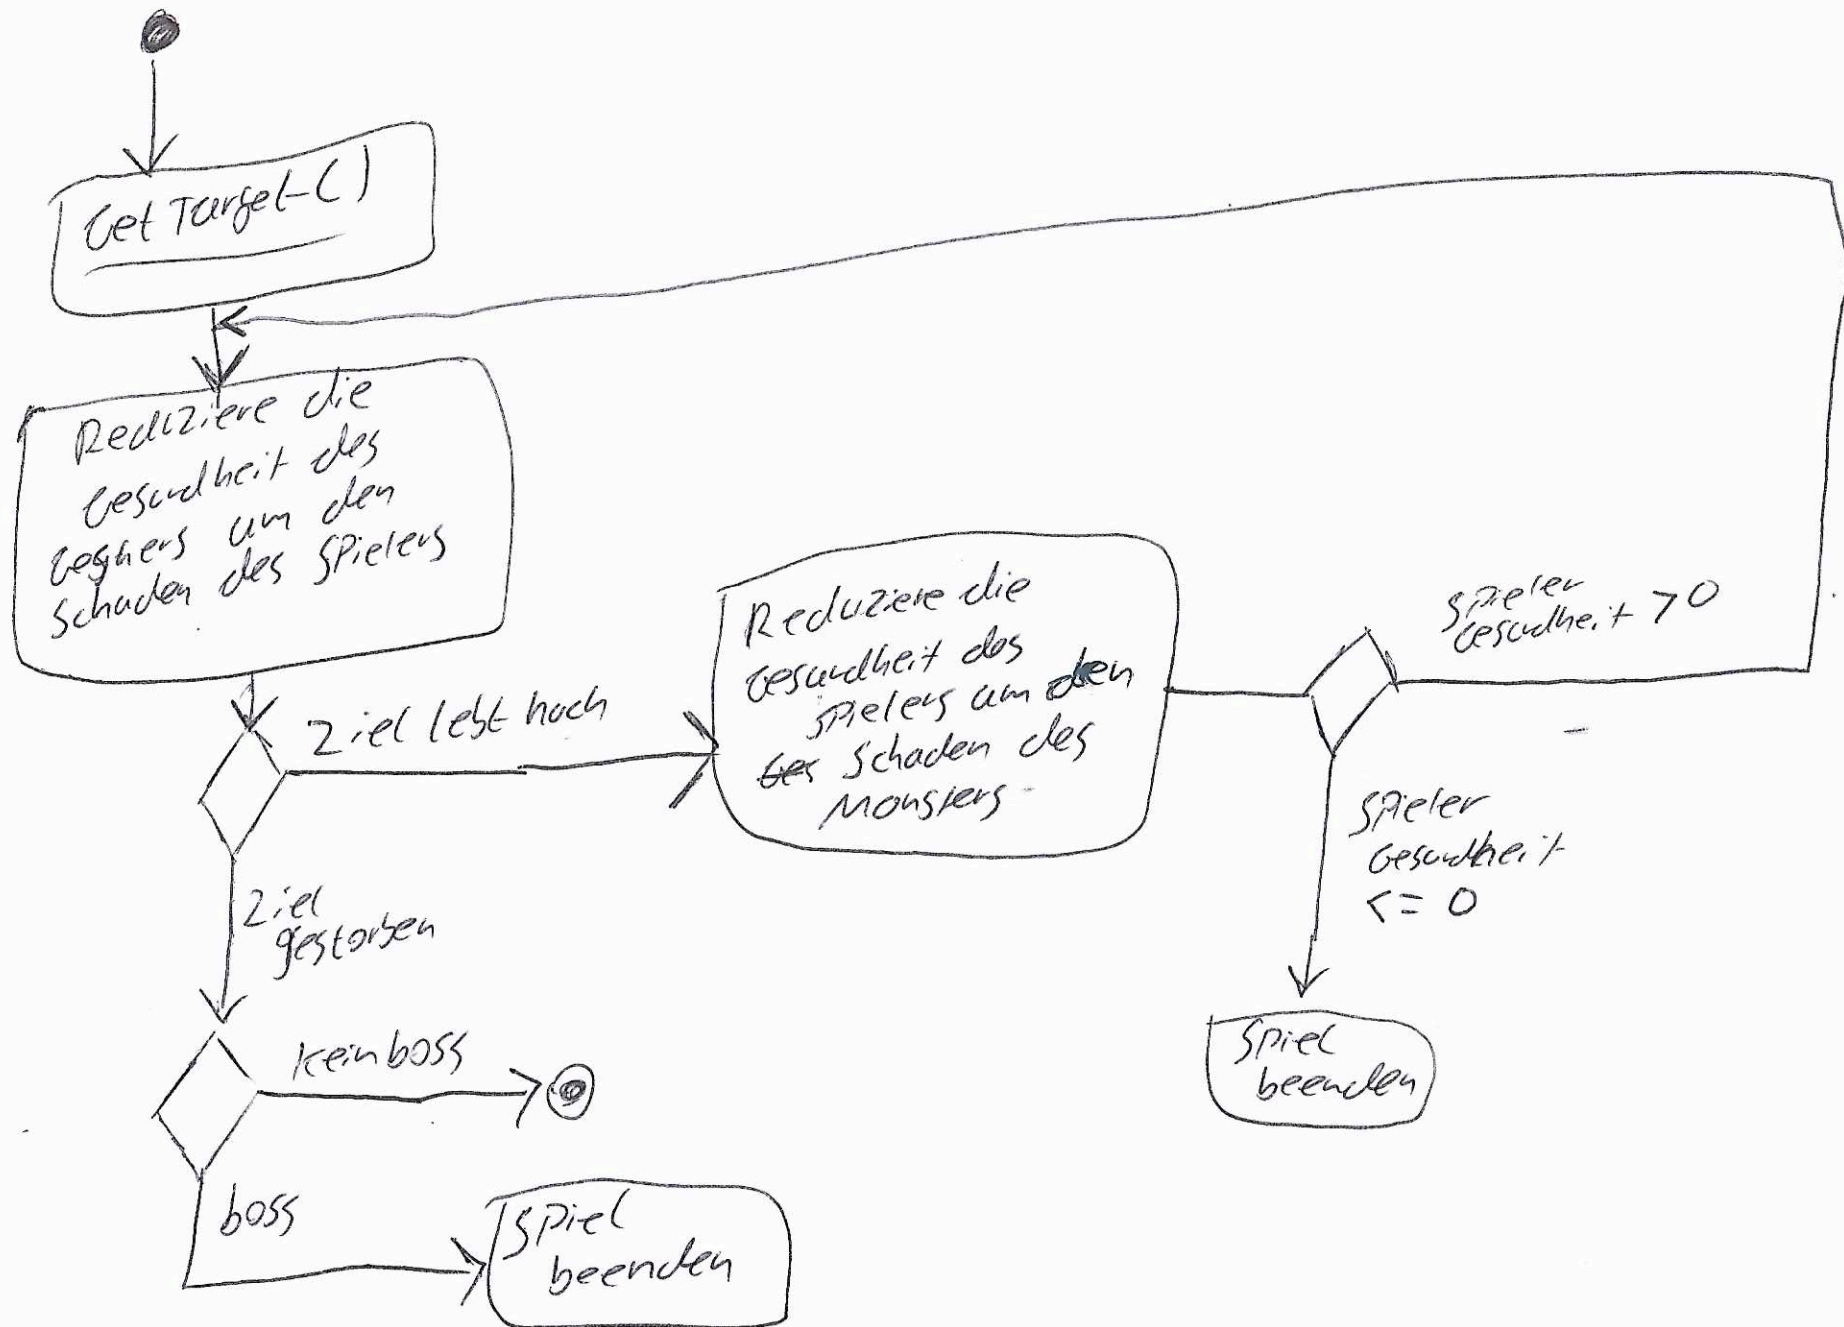 Get Target()
Reduziere die
Gesundheit des
Gegners um den
Schaden des Spielers
Ziel lebt noch
Reduziere die
Gesundheit des
Spielers um den
Ges Schaden des
Monsters
Spieler
Gesundheit > 0
Spieler
Gesundheit
<= 0
Spiel
beenden
Ziel
gestorben
kein boss
boss
Spiel
beenden